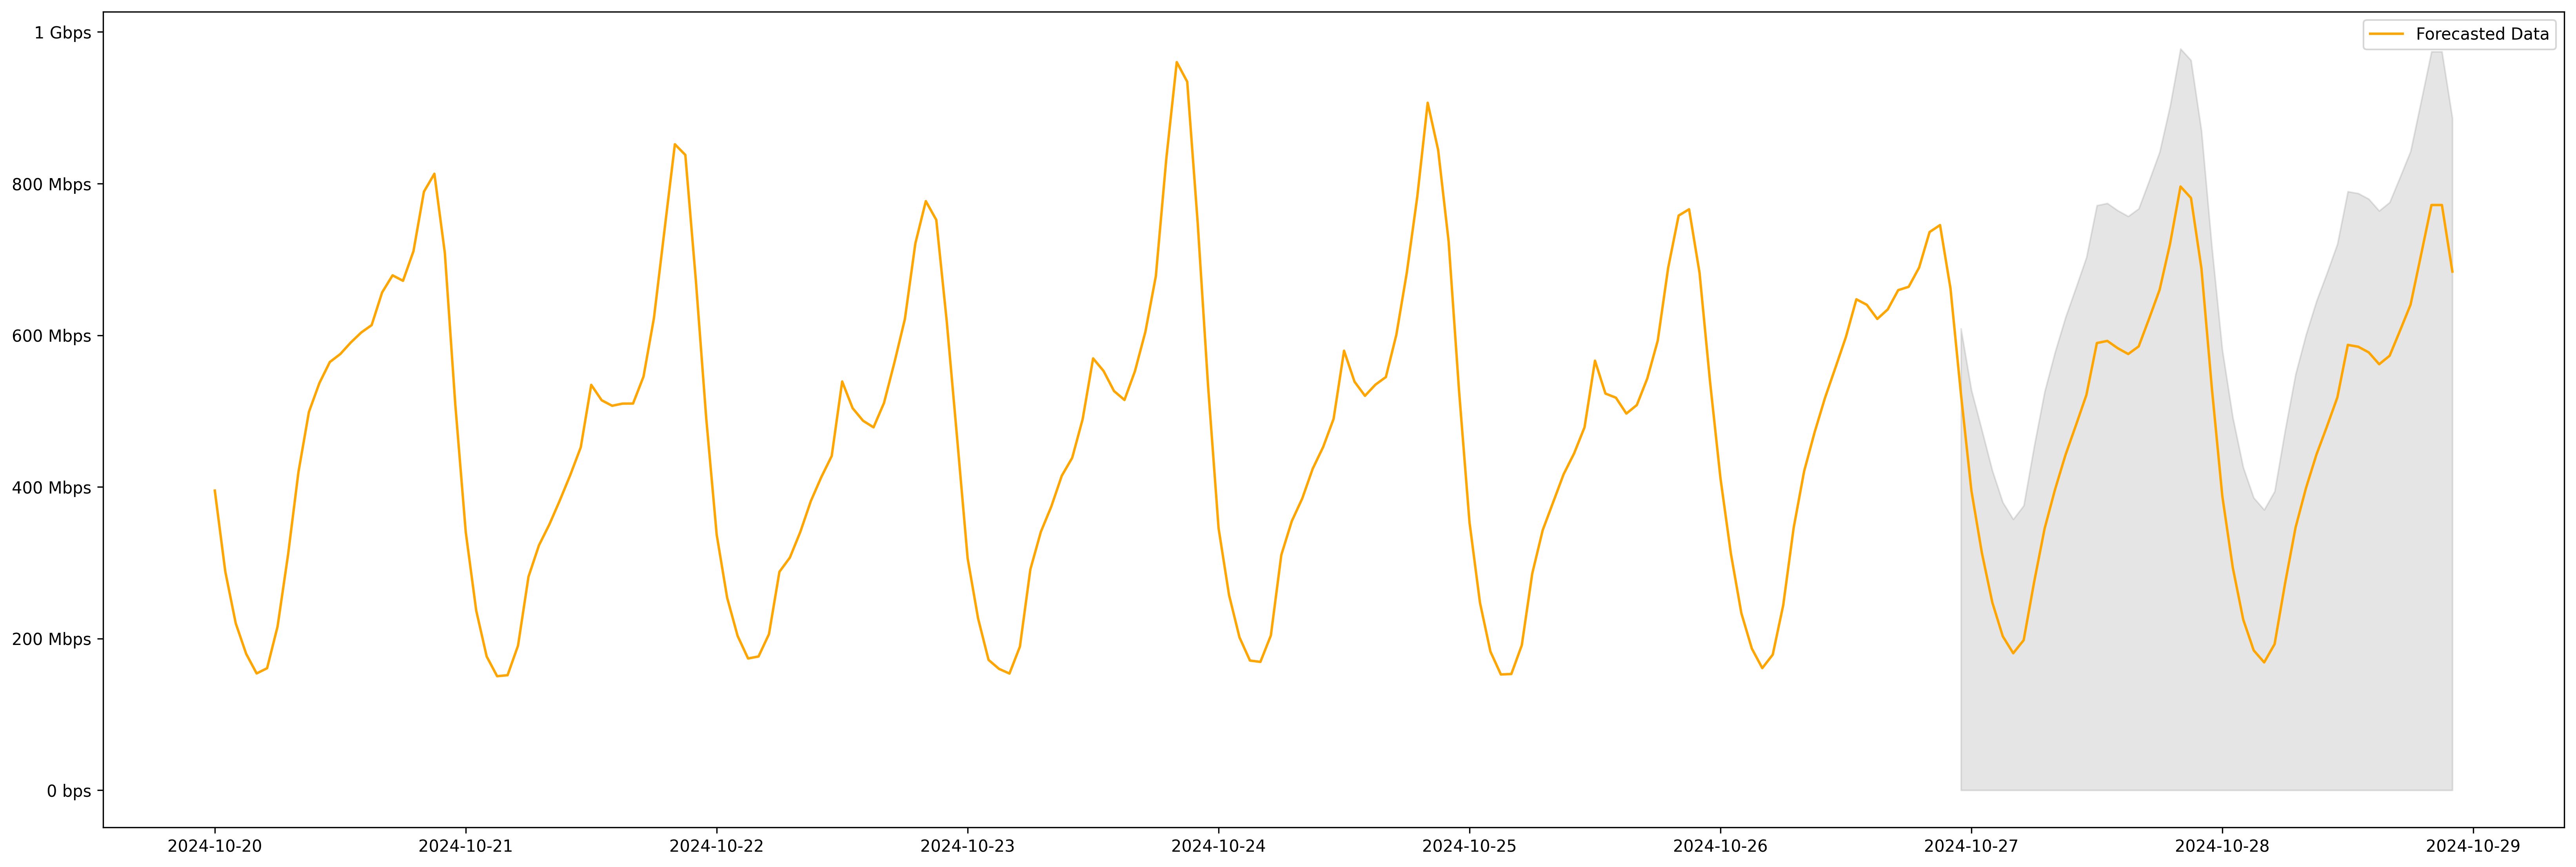 1 Gbps
800 Mbps
600 Mbps
400 Mbps
200 Mbps
0 bps
Forecasted Data
2024-10-20
2024-10-21
2024-10-22
2024-10-23
2024-10-24
2024-10-25
2024-10-26
2024-10-27
2024-10-28
2024-10-29